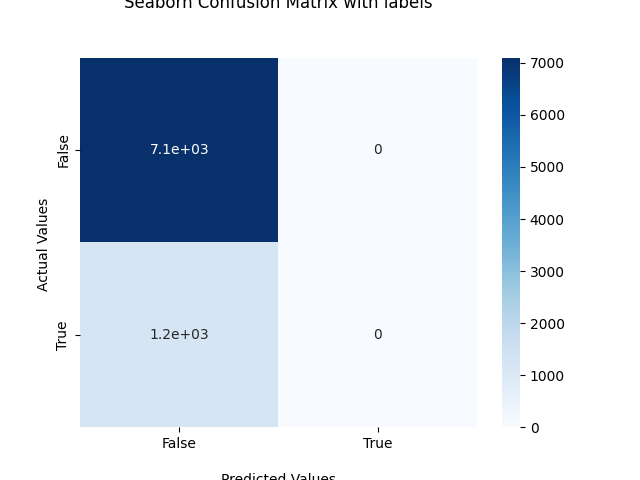 Seaborn Confusion Matrix with labels
7000
False
7.1e+03
0
6000
5000
Actual Values
4000
3000
True
1.2e+03
0
2000
1000
0
False
True
Predicted Values